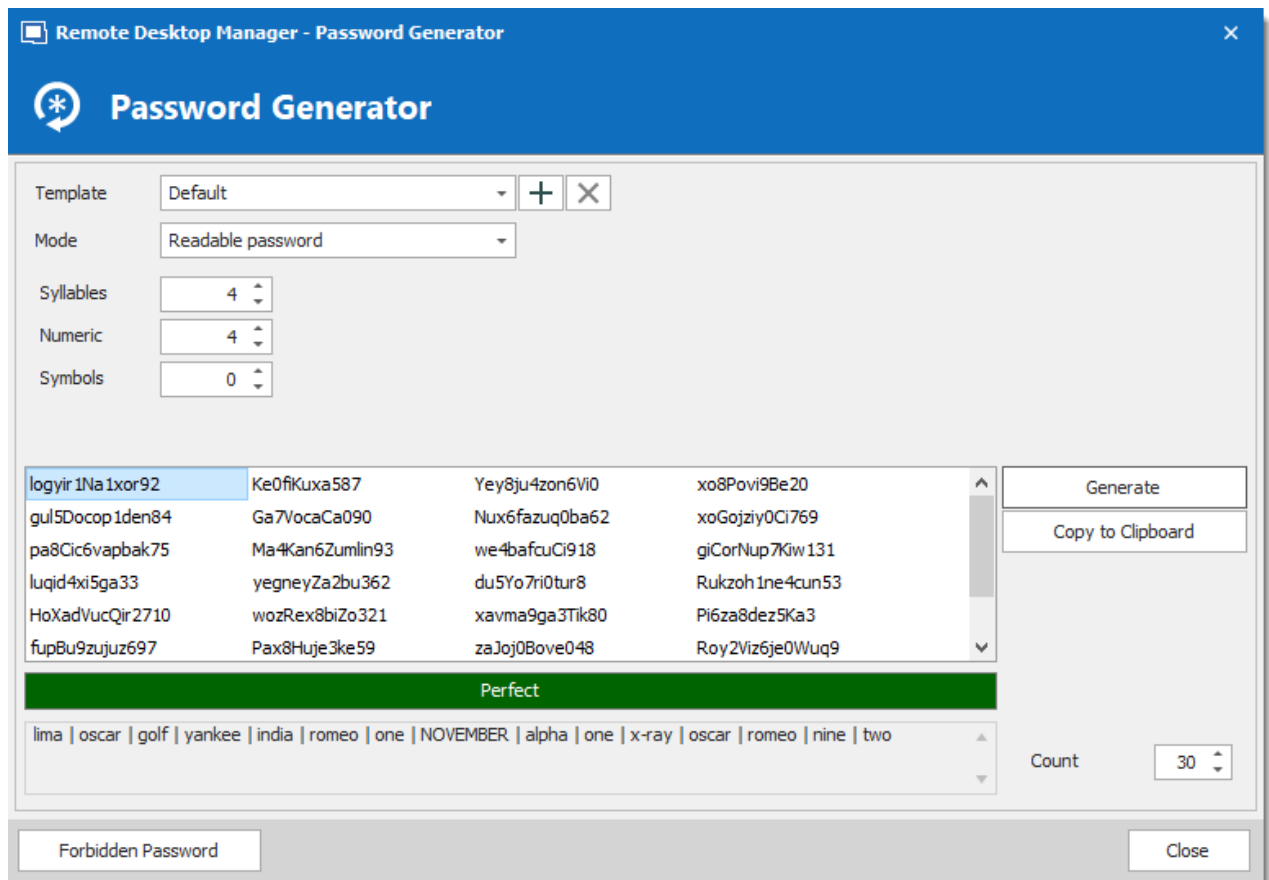 Remote Desktop Manager - Password Generator
Password Generator
Template Default
Mode Readable password
Syllables 4
Numeric 4
Symbols 0
logyir1Na1xor92 Ke0fiKuxa587 Yey8ju4zon6Vi0 xo8Povi9Be20
gul5Docop1den84 Ga7VocaCa090 Nux6fazuq0ba62 xoGojziy0Ci769
pa8Cic6vapbak75 Ma4Kan6Zumlin93 we4bafcuCi918 giCorNup7Kiw131
luqid4xi5ga33 yegneyZa2bu362 du5Yo7ri0tur8 Rukzoh1ne4cun53
HoXadVucQir2710 wozRex8biZo321 xavma9ga3Tik80 Pi6za8dez5Ka3
fupBu9zujuz697 Pax8Huje3ke59 zaJoj0Bove048 Roy2Viz6je0Wuq9
Generate
Copy to Clipboard
Perfect
lima | oscar | golf | yankee | india | romeo | one | NOVEMBER | alpha | one | x-ray | oscar | romeo | nine | two
Count 30
Forbidden Password Close